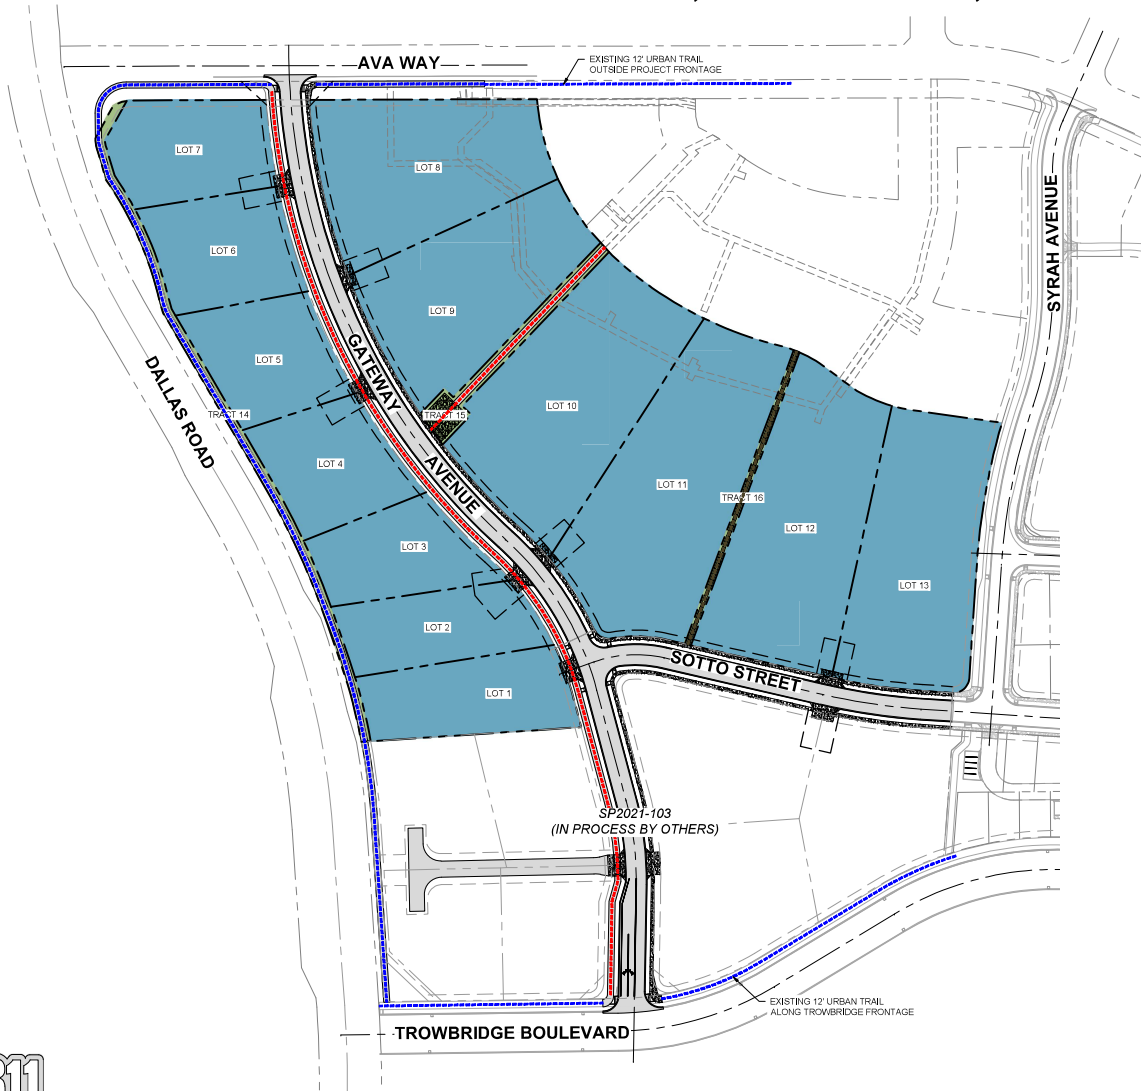 AVA WAY
EXISTING 12' URBAN TRAIL
OUTSIDE PROJECT FRONTAGE
LOT 7
LOT 8
SYRAH AVENUE
LOT 6
LOT 9
LOT 5
GATEWAY
AVENUE
DALLAS ROAD
TRACT 14
TRACT 15
LOT 10
LOT 4
LOT 11
TRACT 16
LOT 12
LOT 3
LOT 13
LOT 2
LOT 1
SOTTO STREET
SP2021-103
(IN PROCESS BY OTHERS)
EXISTING 12' URBAN TRAIL
ALONG TROWBRIDGE FRONTAGE
TROWBRIDGE BOULEVARD
811